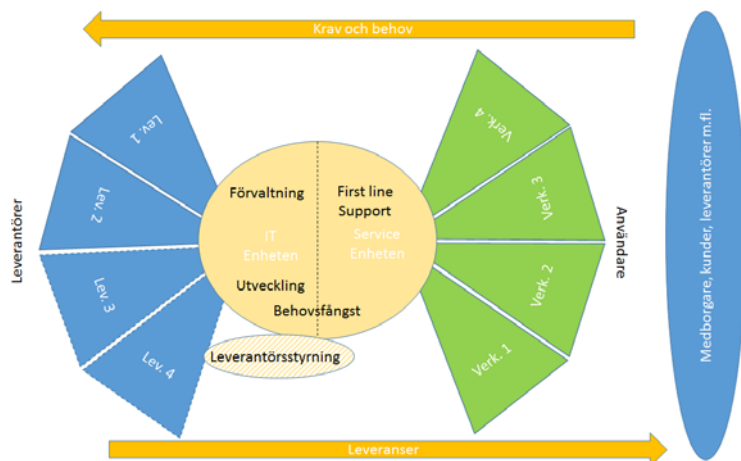 Krav och behov
Leverantörer
Lev. 1
Lev. 2
Lev. 3
Lev. 4
Förvaltning
IT
Enheten
Utveckling
Behovsfångst
First line
Support
Service
Enheten
Leverantörsstyrning
Verk. 4
Verk. 3
Verk. 2
Verk. 1
Användare
Medborgare, kunder, leverantörer m.fl.
Leveranser